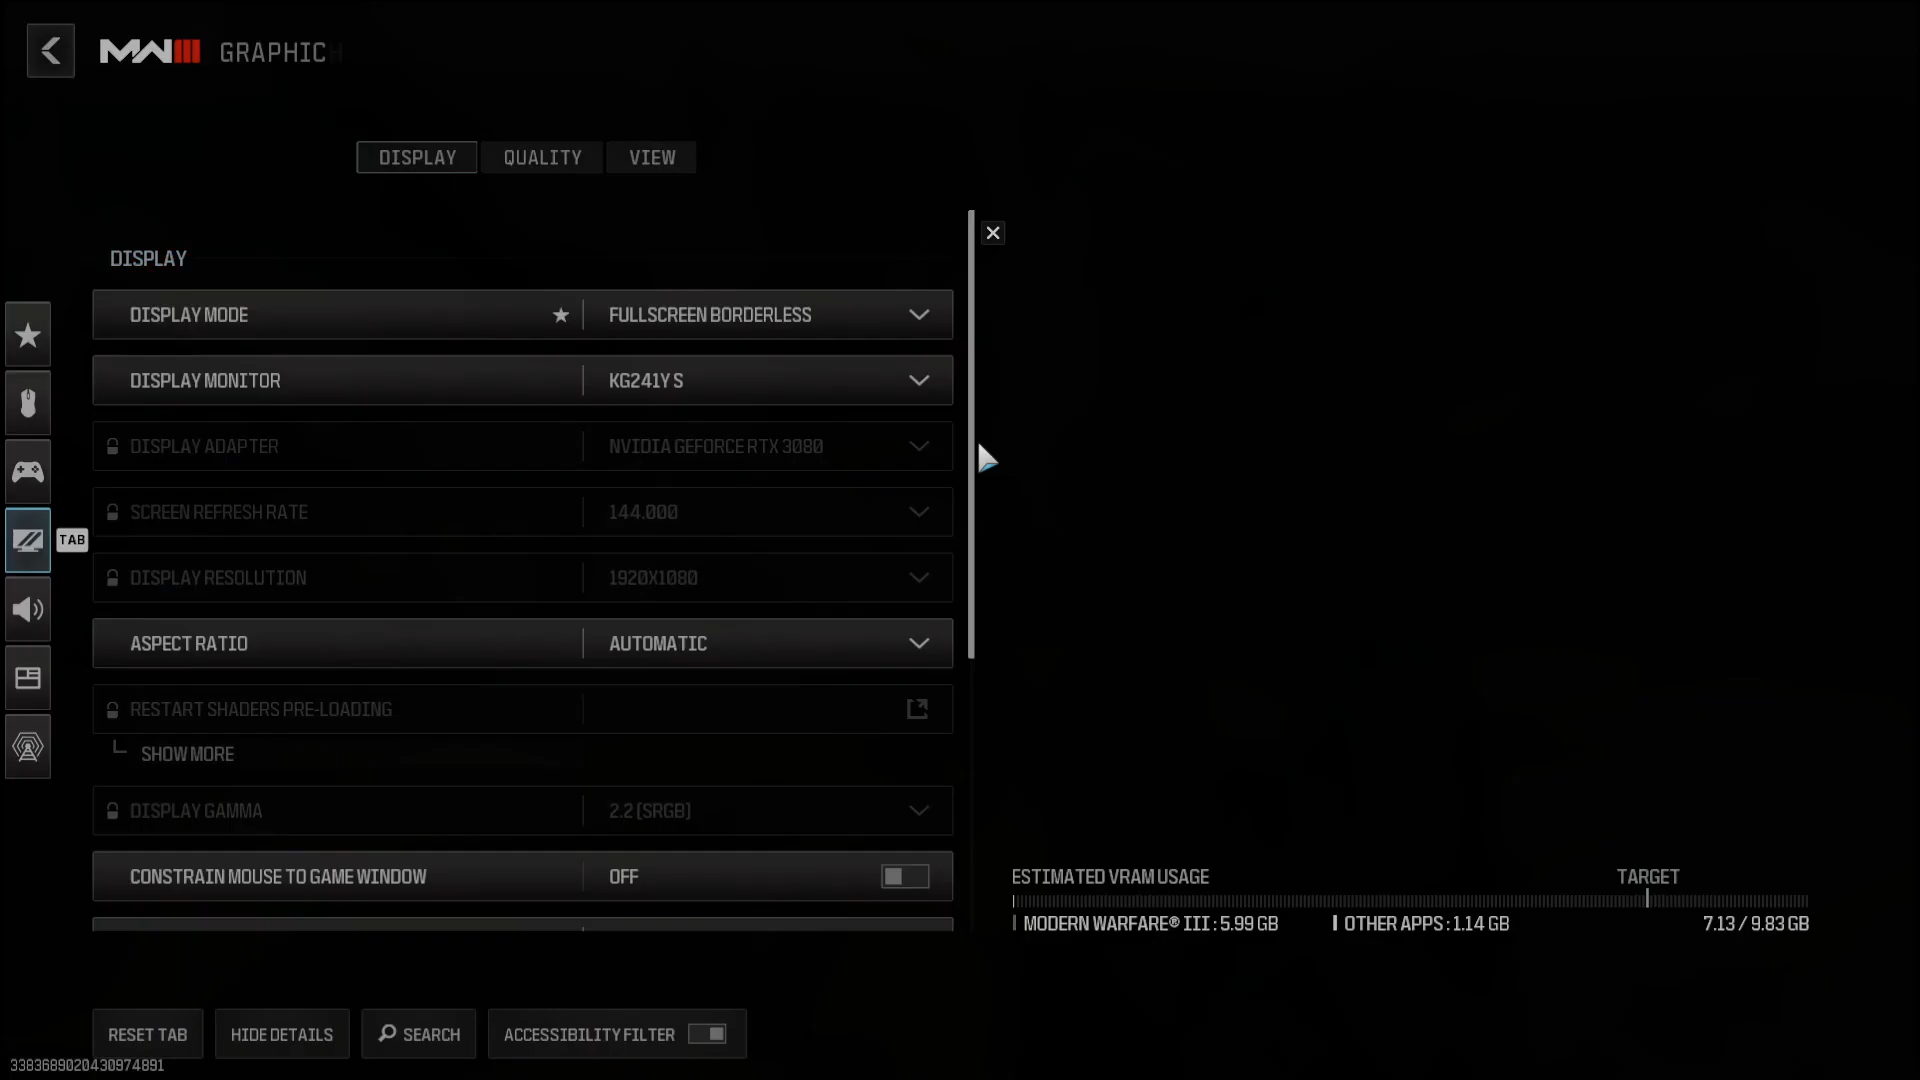 MWIII GRAPHIC
DISPLAY QUALITY VIEW
DISPLAY
DISPLAY MODE FULLSCREEN BORDERLESS
DISPLAY MONITOR KG241Y S
DISPLAY ADAPTER NVIDIA GEFORCE RTX 3080
SCREEN REFRESH RATE 144.000
TAB
DISPLAY RESOLUTION 1920X1080
ASPECT RATIO AUTOMATIC
RESTART SHADERS PRE-LOADING
SHOW MORE
DISPLAY GAMMA 2.2 [SRGB]
CONSTRAIN MOUSE TO GAME WINDOW OFF
ESTIMATED VRAM USAGE TARGET
MODERN WARFARE® III : 5.99 GB OTHER APPS : 1.14 GB 7.13 / 9.83 GB
RESET TAB HIDE DETAILS SEARCH ACCESSIBILITY FILTER
3383689020430974891